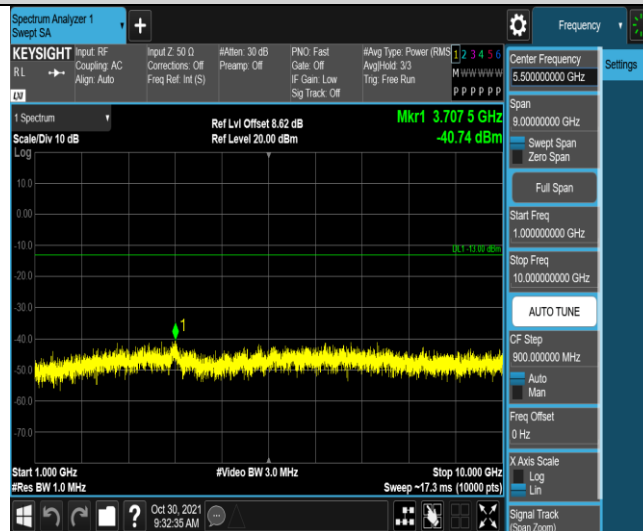 Spectrum Analyzer 1
Swept SA
+
Frequency
KEYSIGHT
RL
LXI
Input: RF
Coupling: AC
Align: Auto
Input Z: 50 Ω
Corrections: Off
Freq Ref: Int (S)
#Atten: 30 dB
Preamp: Off
PNO: Fast
Gate: Off
IF Gain: Low
Sig Track: Off
#Avg Type: Power (RMS
Avg|Hold: 3/3
Trig: Free Run
1 2 3 4 5 6
M W W W W W
P P P P P P
1 Spectrum
Scale/Div 10 dB
Log
Ref Lvl Offset 8.62 dB
Ref Level 20.00 dBm
Mkr1 3.707 5 GHz
-40.74 dBm
10.0
0.00
-10.0
-20.0
-30.0
-40.0
-50.0
-60.0
-70.0
DL1 -13.00 dBm
1
Start 1.000 GHz
#Res BW 1.0 MHz
#Video BW 3.0 MHz
Stop 10.000 GHz
Sweep ~17.3 ms (10000 pts)
?
Oct 30, 2021
9:32:35 AM
Center Frequency
5.500000000 GHz
Span
9.00000000 GHz
Swept Span
Zero Span
Full Span
Start Freq
1.000000000 GHz
Stop Freq
10.000000000 GHz
AUTO TUNE
CF Step
900.000000 MHz
Auto
Man
Freq Offset
0 Hz
X Axis Scale
Log
Lin
Signal Track
(Span Zoom)
Settings